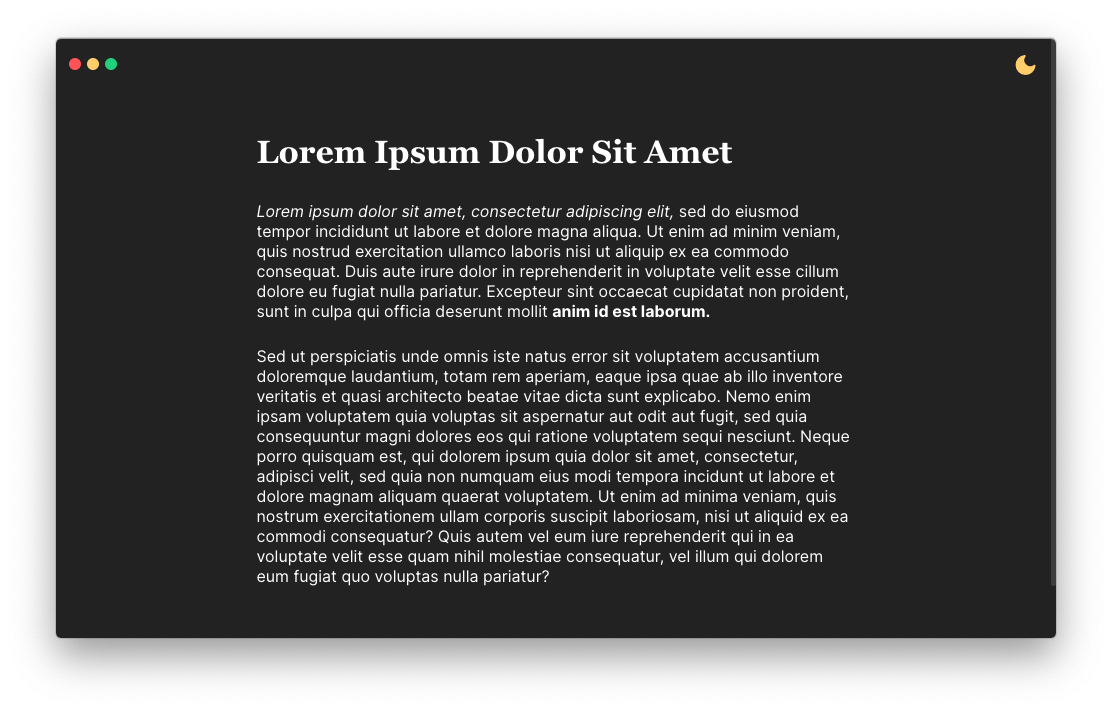 Lorem Ipsum Dolor Sit Amet
Lorem ipsum dolor sit amet, consectetur adipiscing elit, sed do eiusmod
tempor incididunt ut labore et dolore magna aliqua. Ut enim ad minim veniam,
quis nostrud exercitation ullamco laboris nisi ut aliquip ex ea commodo
consequat. Duis aute irure dolor in reprehenderit in voluptate velit esse cillum
dolore eu fugiat nulla pariatur. Excepteur sint occaecat cupidatat non proident,
sunt in culpa qui officia deserunt mollit anim id est laborum.
Sed ut perspiciatis unde omnis iste natus error sit voluptatem accusantium
doloremque laudantium, totam rem aperiam, eaque ipsa quae ab illo inventore
veritatis et quasi architecto beatae vitae dicta sunt explicabo. Nemo enim
ipsam voluptatem quia voluptas sit aspernatur aut odit aut fugit, sed quia
consequuntur magni dolores eos qui ratione voluptatem sequi nesciunt. Neque
porro quisquam est, qui dolorem ipsum quia dolor sit amet, consectetur,
adipisci velit, sed quia non numquam eius modi tempora incidunt ut labore et
dolore magnam aliquam quaerat voluptatem. Ut enim ad minima veniam, quis
nostrum exercitationem ullam corporis suscipit laboriosam, nisi ut aliquid ex ea
commodi consequatur? Quis autem vel eum iure reprehenderit qui in ea
voluptate velit esse quam nihil molestiae consequatur, vel illum qui dolorem
eum fugiat quo voluptas nulla pariatur?